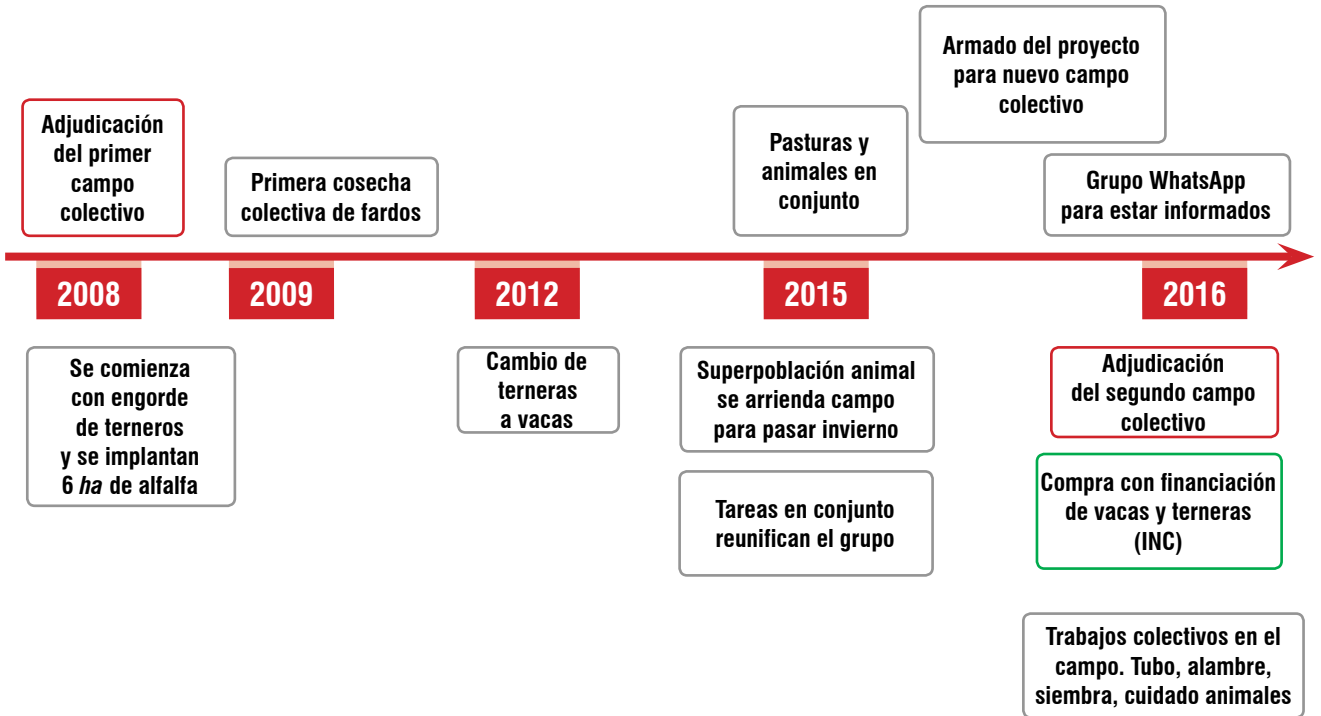 Adjudicación
del primer
campo
colectivo
Primera cosecha
colectiva de fardos
Pasturas y
animales en
conjunto
Armado del proyecto
para nuevo campo
colectivo
Grupo WhatsApp
para estar informados
2008
2009
2012
2015
2016
Se comienza
con engorde
de terneros
y se implantan
6 ha de alfalfa
Cambio de
terneras
a vacas
Superpoblación animal
se arrienda campo
para pasar invierno
Tareas en conjunto
reunifican el grupo
Adjudicación
del segundo campo
colectivo
Compra con financiación
de vacas y terneras
(INC)
Trabajos colectivos en el
campo. Tubo, alambre,
siembra, cuidado animales